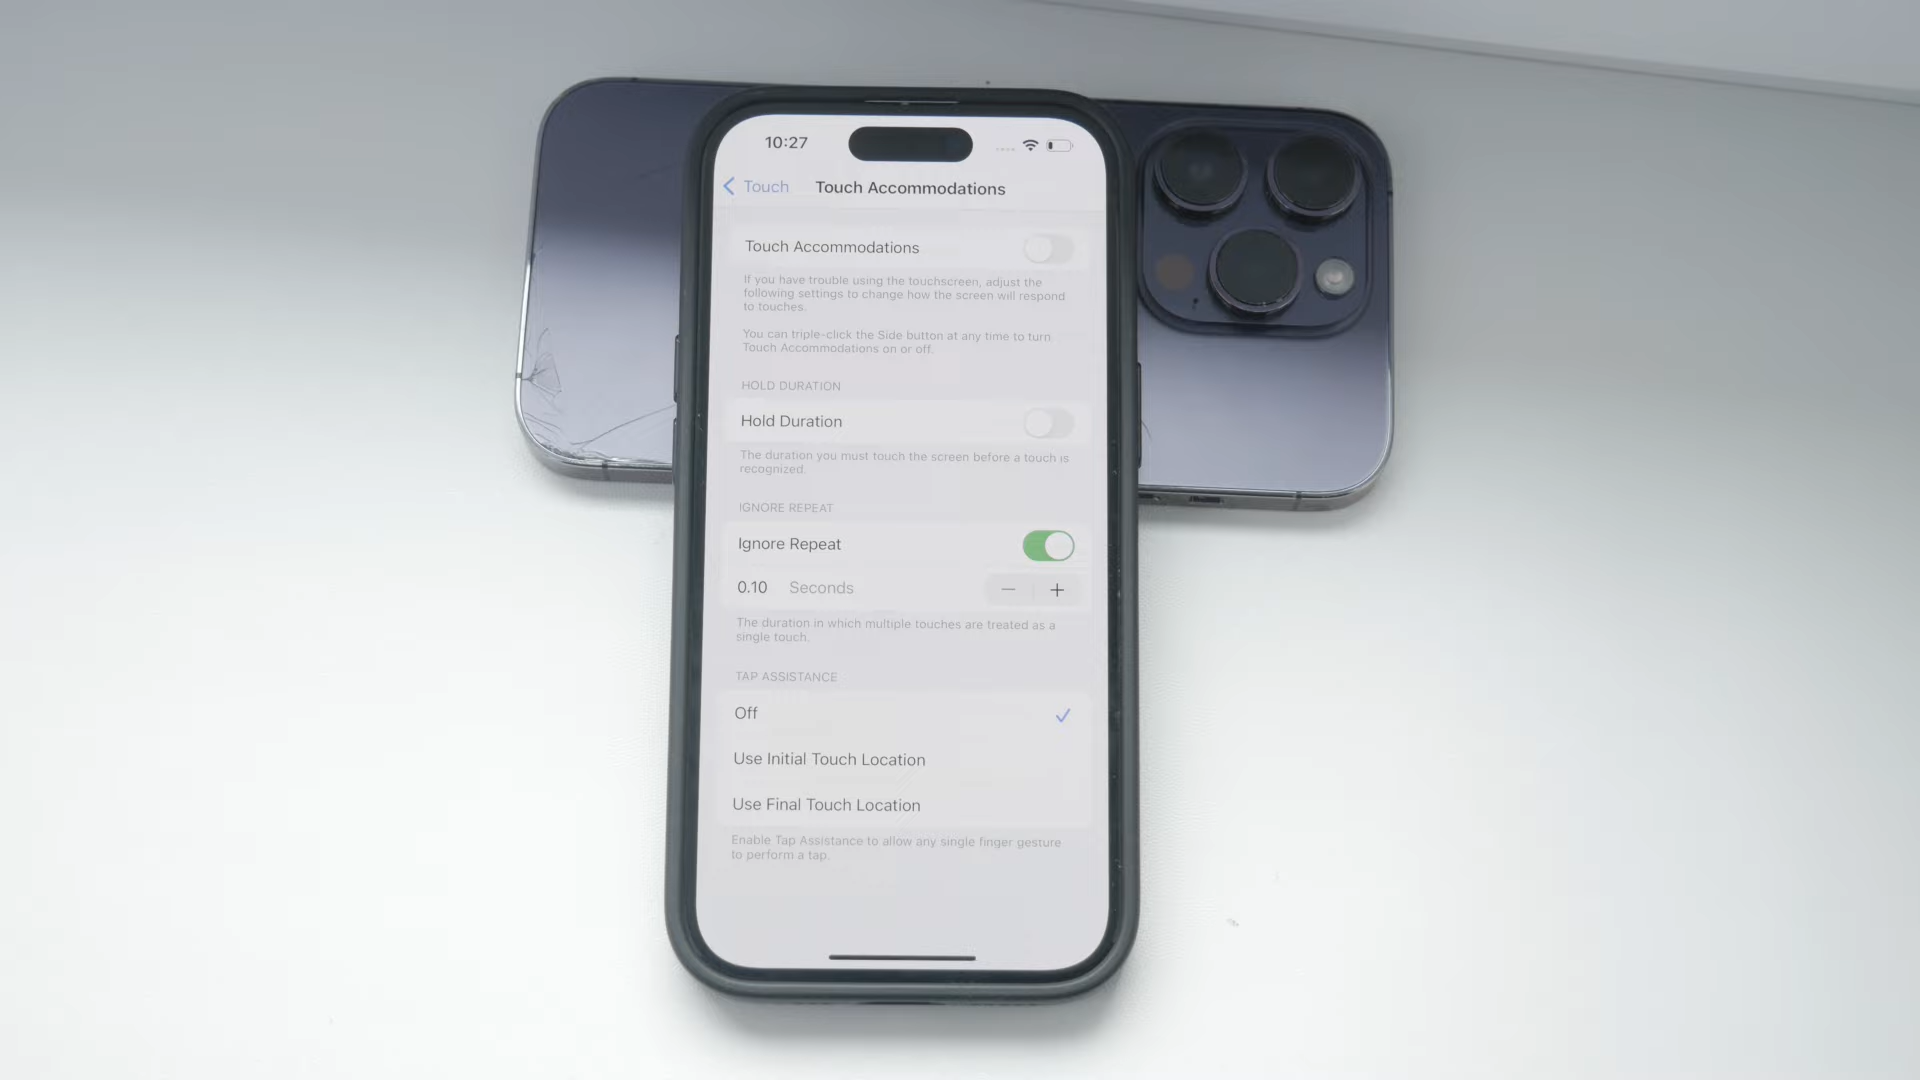 10:27
Touch
Touch Accommodations
Touch Accommodations
If you have trouble using the touchscreen, adjust the
following settings to change how the screen will respond
to touches.
You can triple-click the Side button at any time to turn
Touch Accommodations on or off.
HOLD DURATION
Hold Duration
The duration you must touch the screen before a touch is
recognized.
IGNORE REPEAT
Ignore Repeat
0.10 Seconds
The duration in which multiple touches are treated as a
single touch.
TAP ASSISTANCE
Off
Use Initial Touch Location
Use Final Touch Location
Enable Tap Assistance to allow any single finger gesture
to perform a tap.